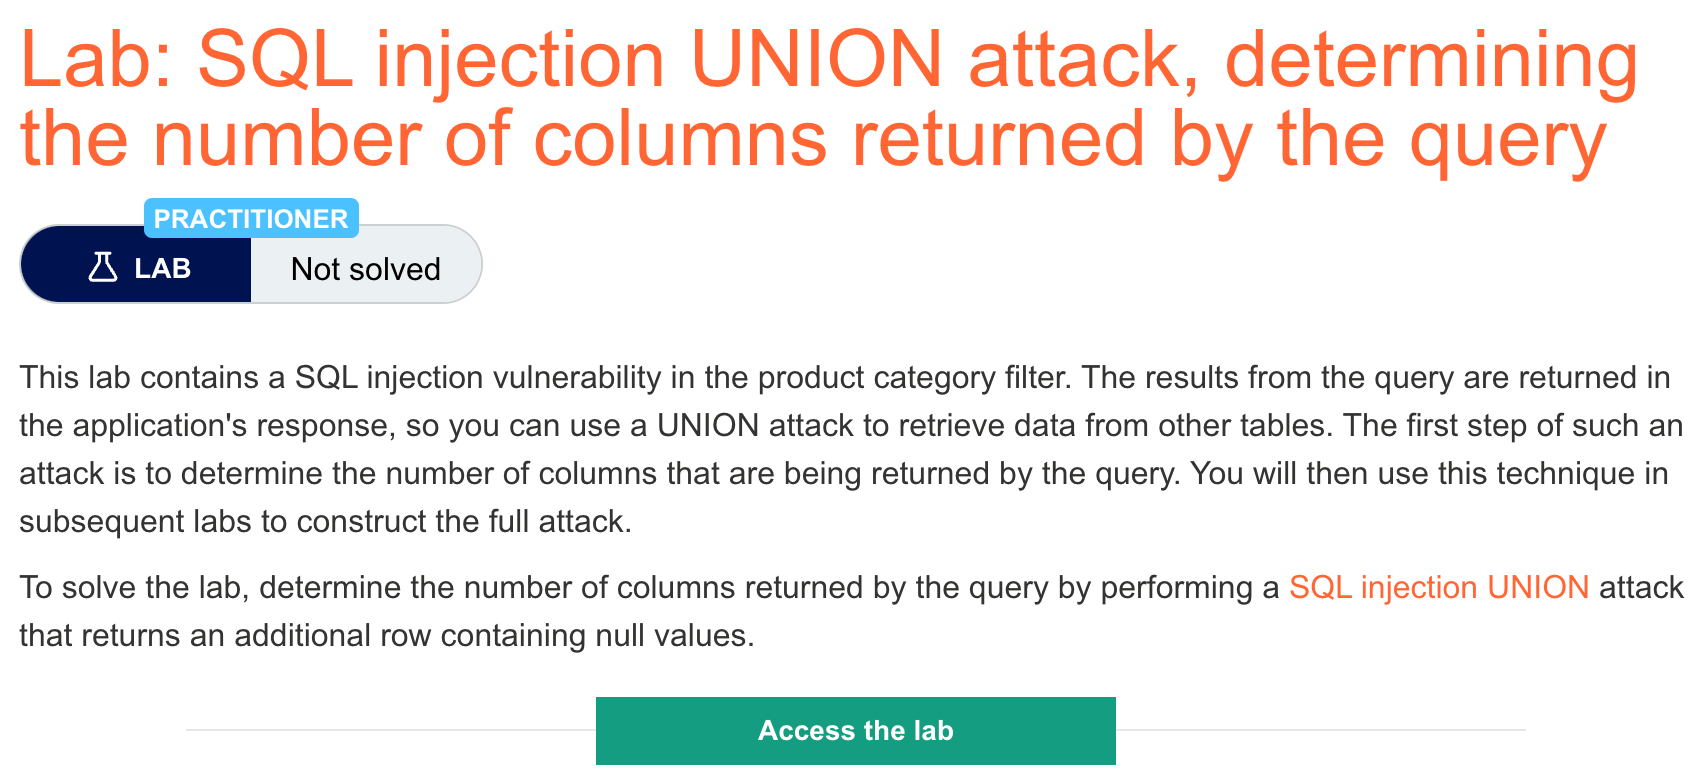 Lab: SQL injection UNION attack, determining
the number of columns returned by the query
PRACTITIONER
LAB
Not solved
This lab contains a SQL injection vulnerability in the product category filter. The results from the query are returned in
the application's response, so you can use a UNION attack to retrieve data from other tables. The first step of such an
attack is to determine the number of columns that are being returned by the query. You will then use this technique in
subsequent labs to construct the full attack.
To solve the lab, determine the number of columns returned by the query by performing a SQL injection UNION attack
that returns an additional row containing null values.
Access the lab